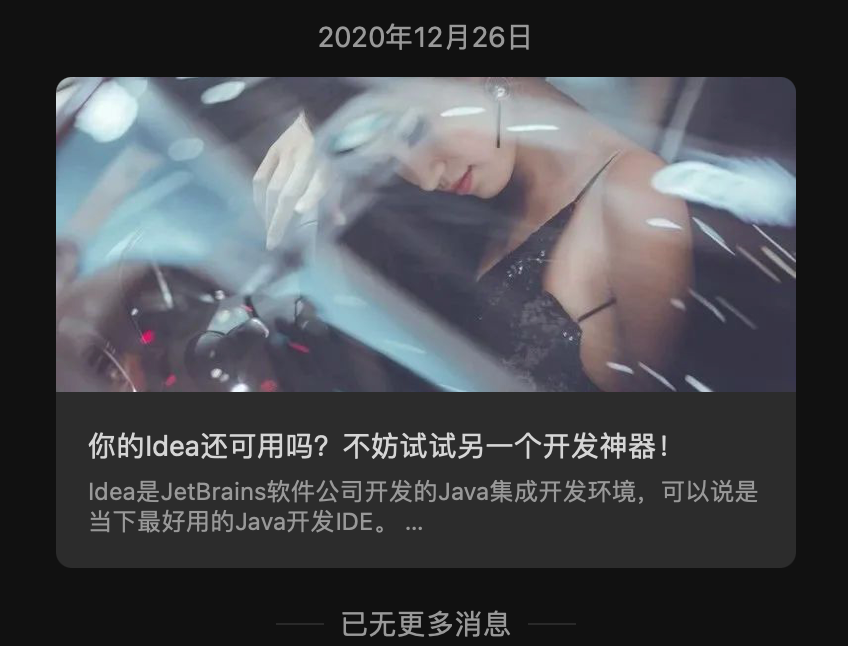 2020年12月26日
你的Idea还可用吗？不妨试试另一个开发神器！
Idea是JetBrains软件公司开发的Java集成开发环境，可以说是
当下最好用的Java开发IDE。 ...
已无更多消息